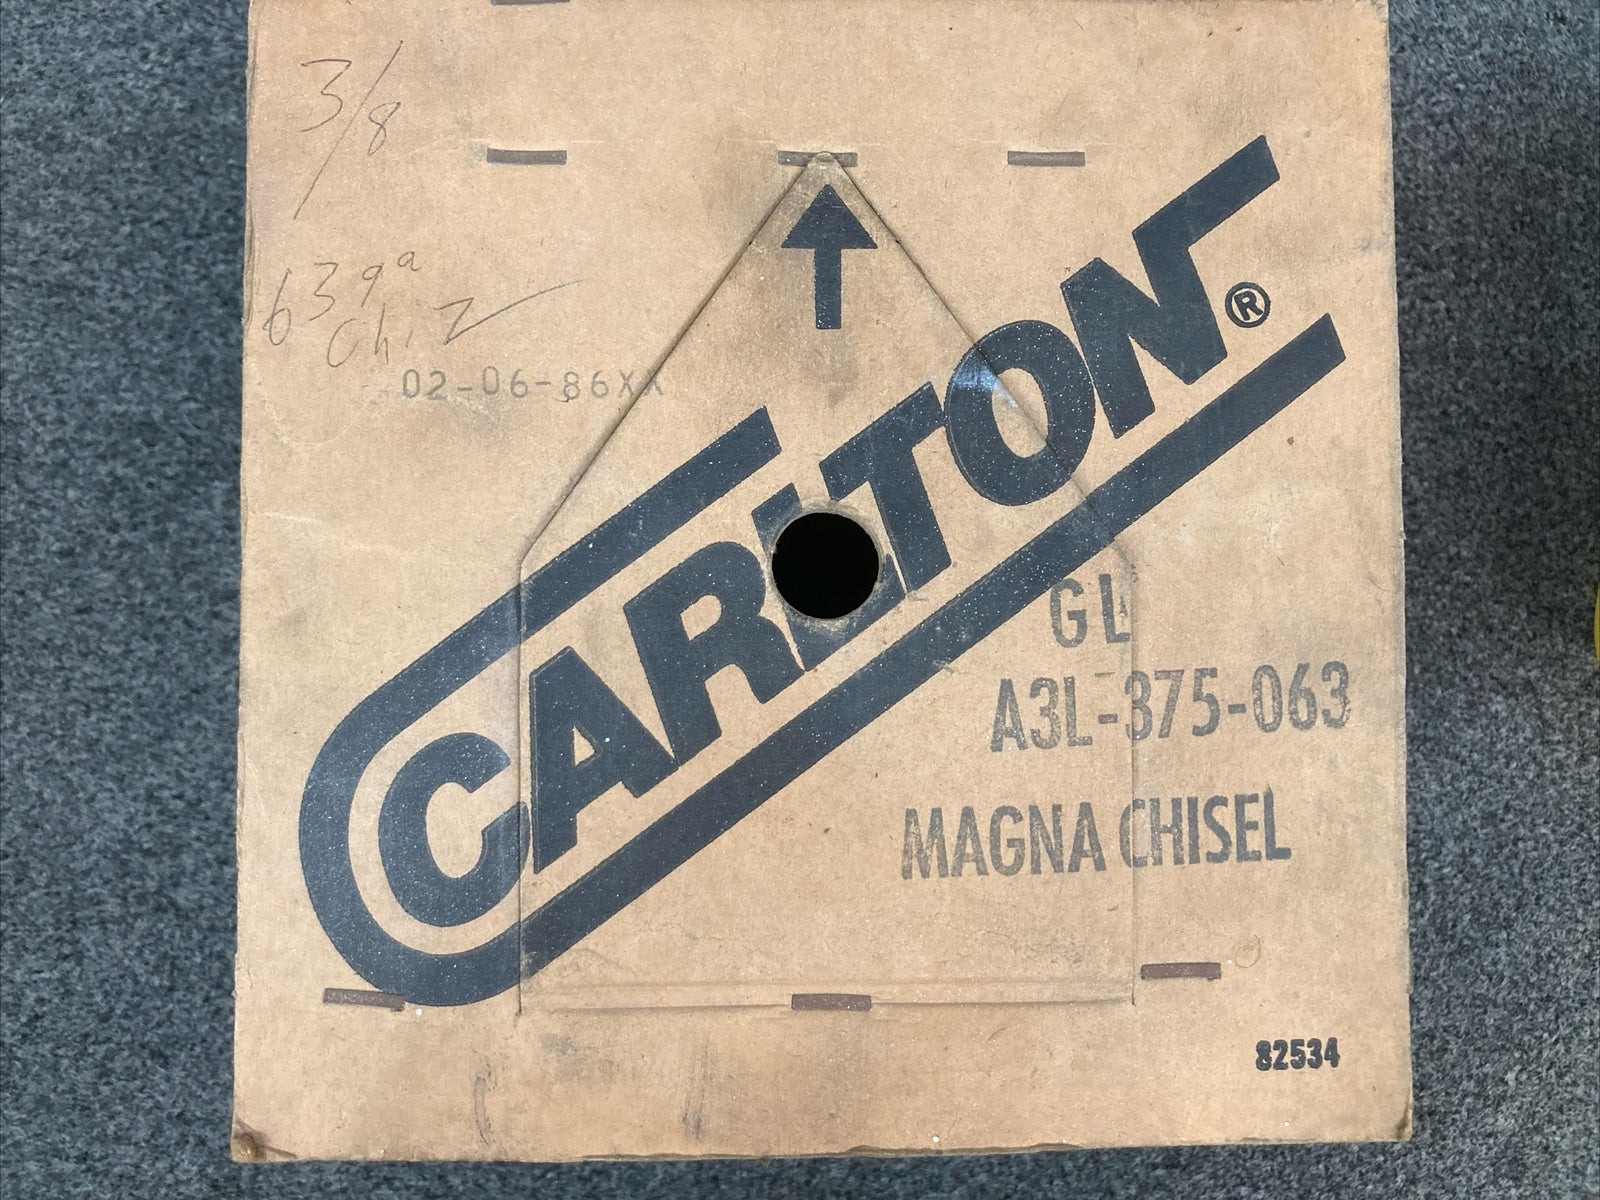 3/8
639a
Chiz
02-06-86XX
CARLTON®
GL
A3L-375-063
MAGNA CHISEL
82534